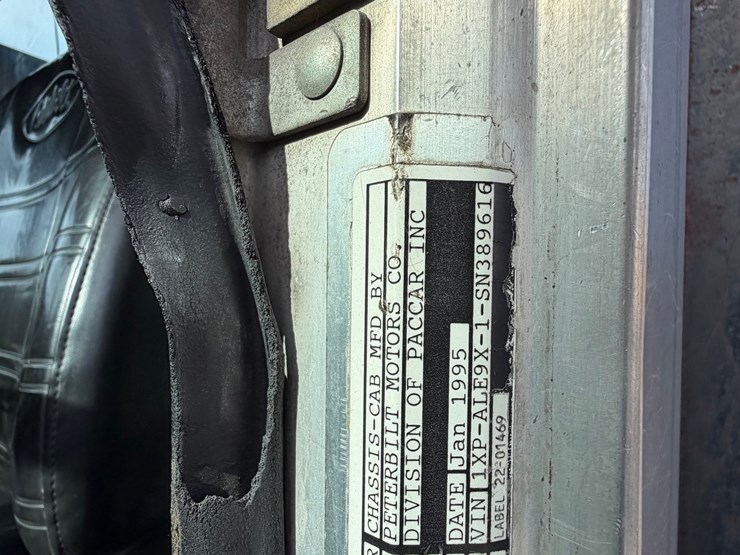 CHASSIS-CAB MFD BY
PETERBILT MOTORS CO.
DIVISION OF PACCAR INC
DATE Jan 1995
VIN 1XP-ALE9X-1-SN389616
LABEL 22-01469